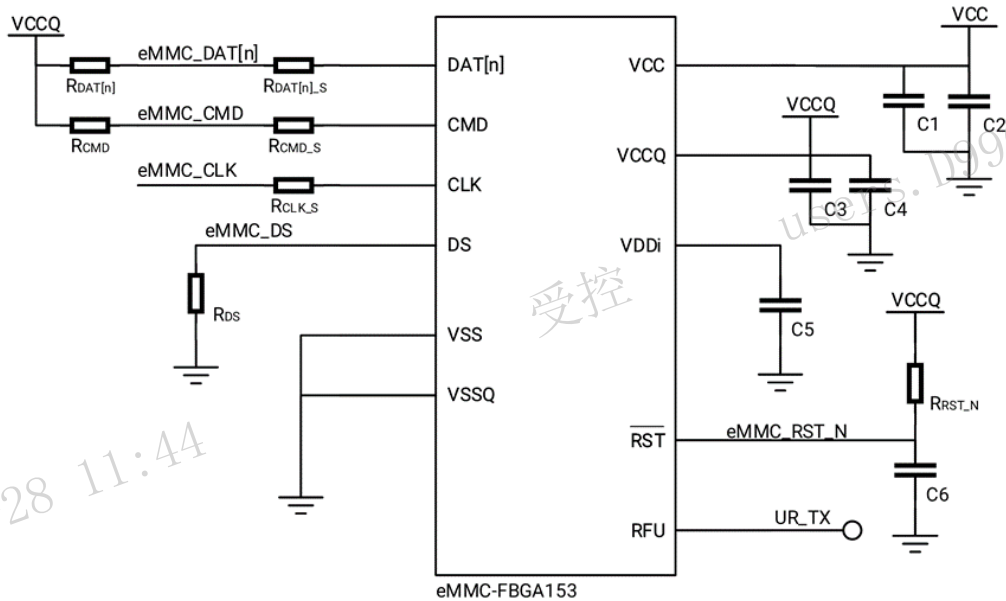 VCCQ
VCC
eMMC_DAT[n]
DAT[n]
VCC
RDAT[n]
RDAT[n]_S
VCCQ
C1
C2
eMMC_CMD
CMD
RCMD
RCMD_S
VCCQ
eMMC_CLK
CLK
RCLK_S
C3
C4
users.D99
eMMC_DS
DS
VDDi
受控
RDS
VCCQ
C5
VSS
VSSQ
RRST_N
RST
eMMC_RST_N
28 11:44
C6
RFU
UR_TX
eMMC-FBGA153